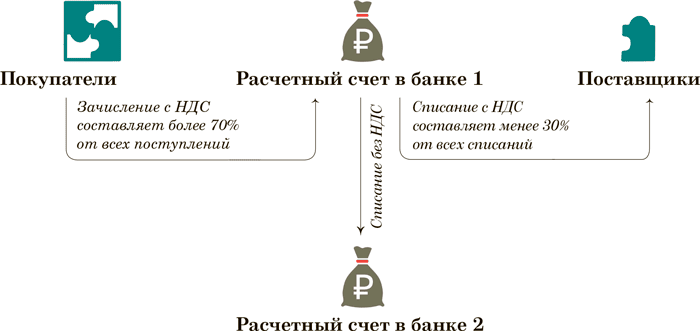 Покупатели
Расчетный счет в банке 1
Поставщики
Зачисление с НДС
составляет более 70%
от всех поступлений
Списание без НДС
Списание с НДС
составляет менее 30%
от всех списаний
Расчетный счет в банке 2